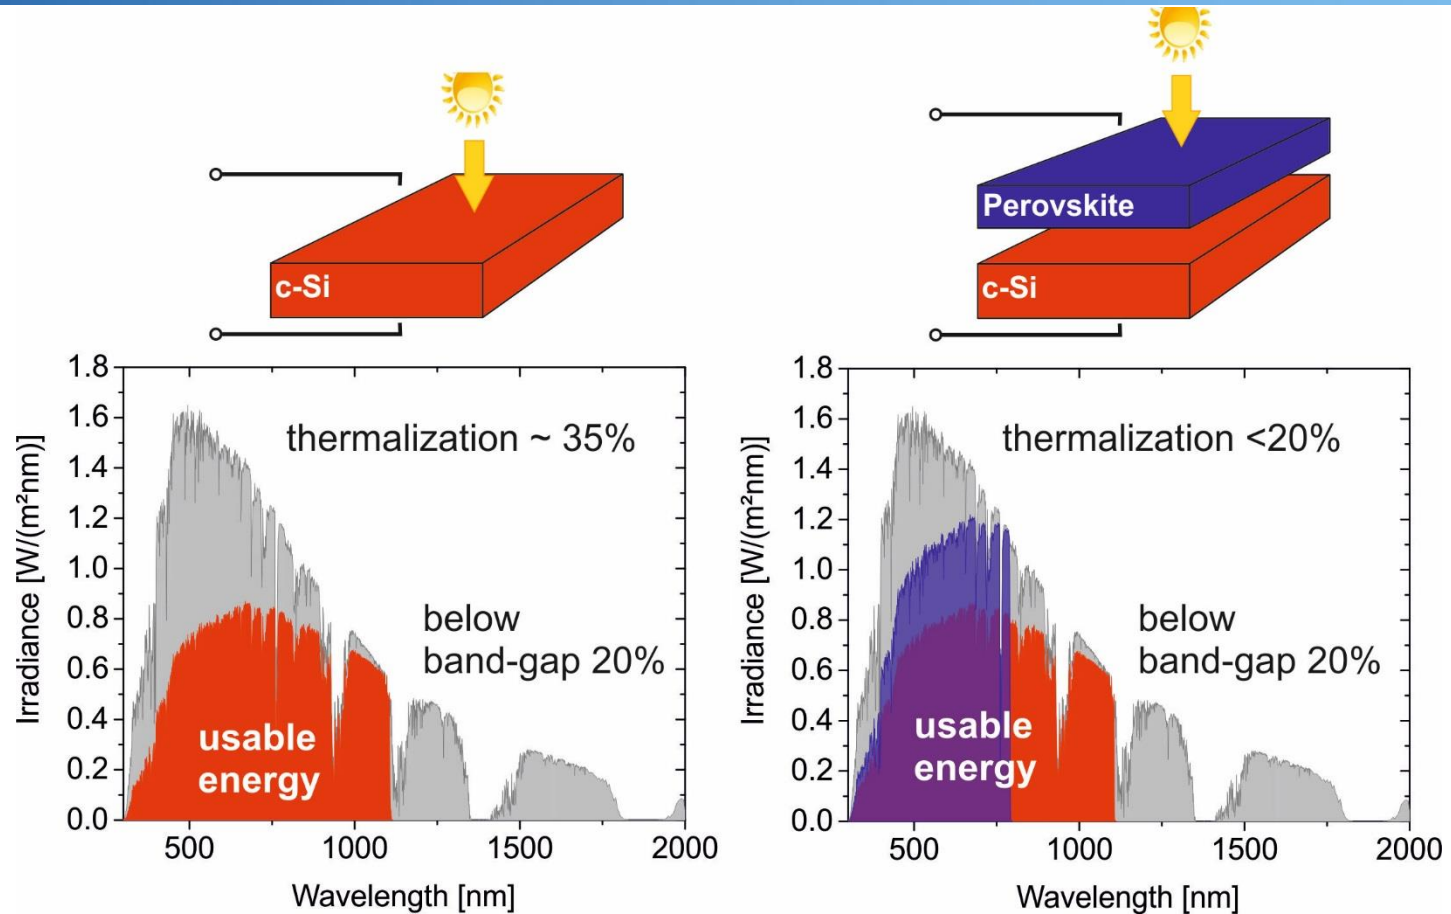 c-Si
1.8
1.6
1.4
1.2
1.0
0.8
0.6
0.4
0.2
0.0
Irradiance [W/(m²nm)]
thermalization ~ 35%
below
band-gap 20%
usable
energy
500 1000 1500 2000
Wavelength [nm]
Perovskite
c-Si
1.8
1.6
1.4
1.2
1.0
0.8
0.6
0.4
0.2
0.0
Irradiance [W/(m²nm)]
thermalization <20%
below
band-gap 20%
usable
energy
500 1000 1500 2000
Wavelength [nm]